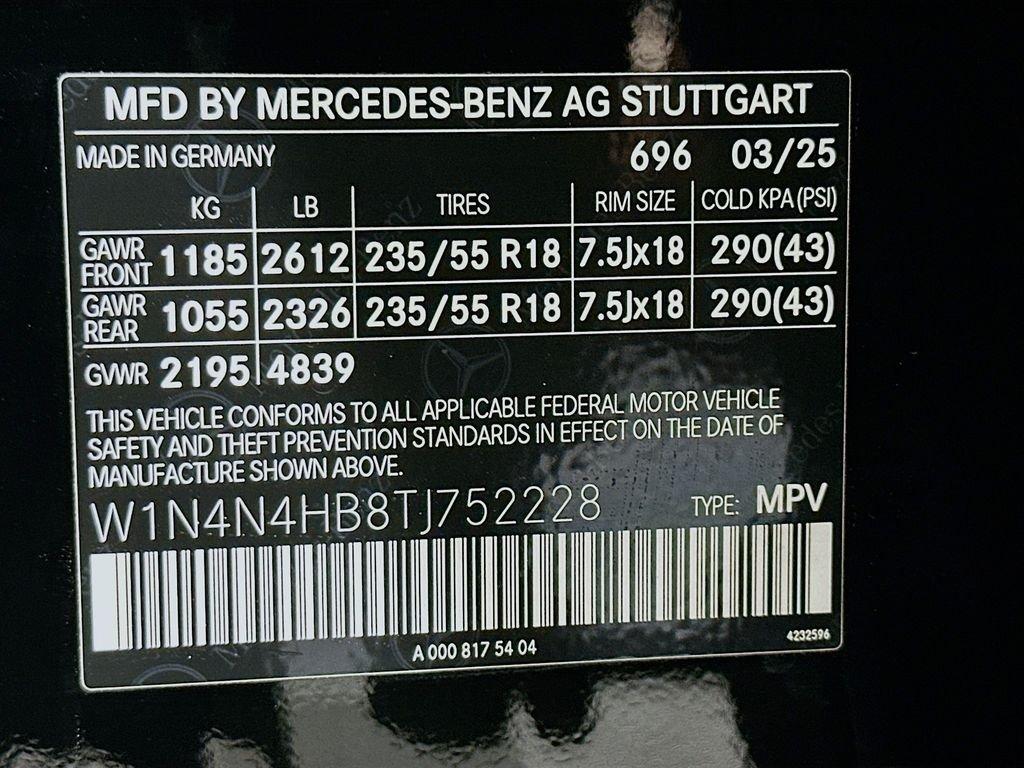 MFD BY MERCEDES-BENZ AG STUTTGART
MADE IN GERMANY 696 03/25
KG LB TIRES RIM SIZE COLD KPA(PSI)
GAWR FRONT 1185 2612 235/55 R18 7.5Jx18 290(43)
GAWR REAR 1055 2326 235/55 R18 7.5Jx18 290(43)
GVWR 2195 4839
THIS VEHICLE CONFORMS TO ALL APPLICABLE FEDERAL MOTOR VEHICLE
SAFETY AND THEFT PREVENTION STANDARDS IN EFFECT ON THE DATE OF
MANUFACTURE SHOWN ABOVE.
W1N4N4HB8TJ752228 TYPE: MPV
A 000 817 54 04 4232596